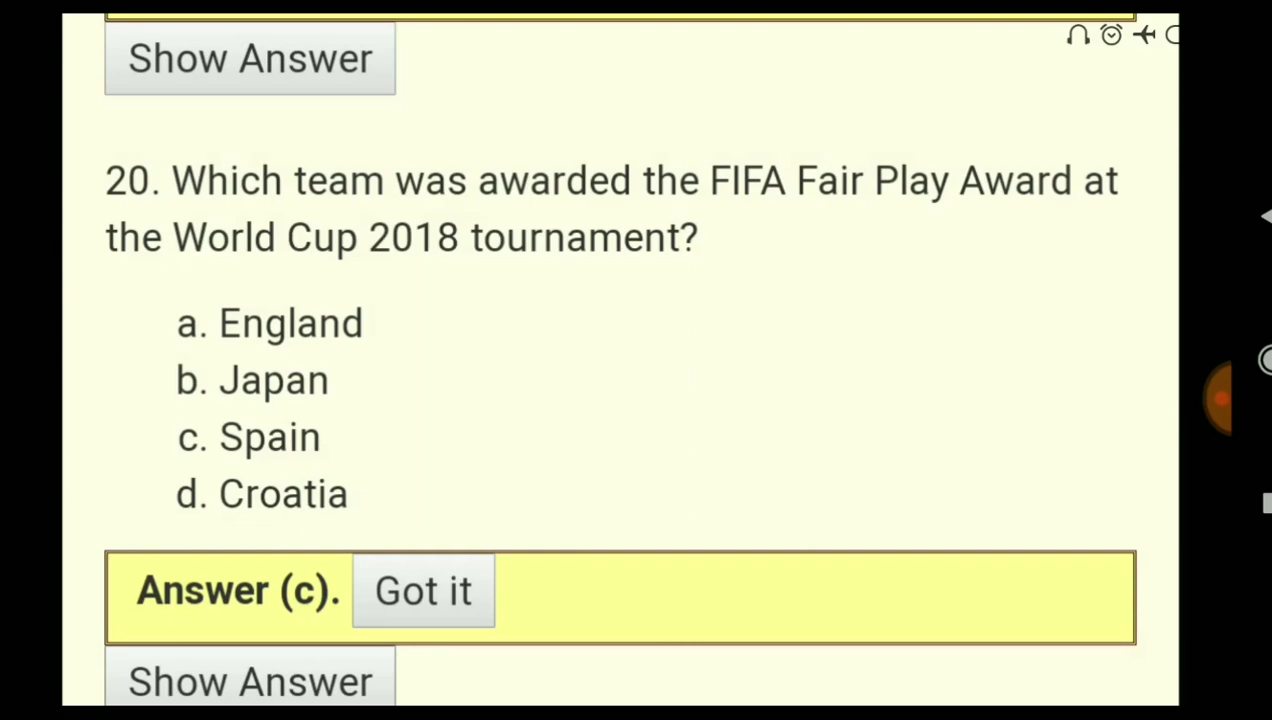 Show Answer
20. Which team was awarded the FIFA Fair Play Award at
the World Cup 2018 tournament?
a. England
b. Japan
c. Spain
d. Croatia
Answer (c). Got it
Show Answer